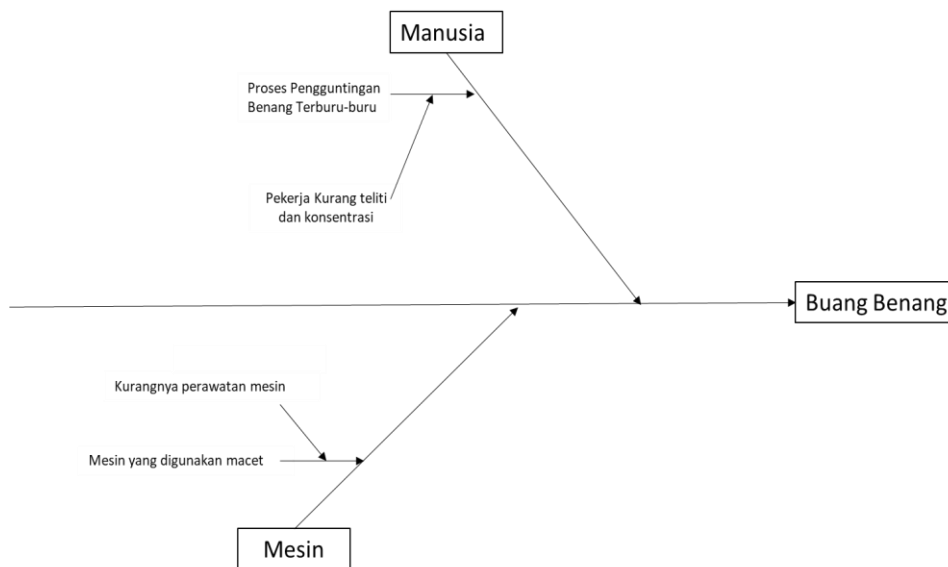 Manusia
Proses Pengguntingan
Benang Terburu-buru
Pekerja Kurang teliti
dan konsentrasi
Buang Benang
Kurangnya perawatan mesin
Mesin yang digunakan macet
Mesin